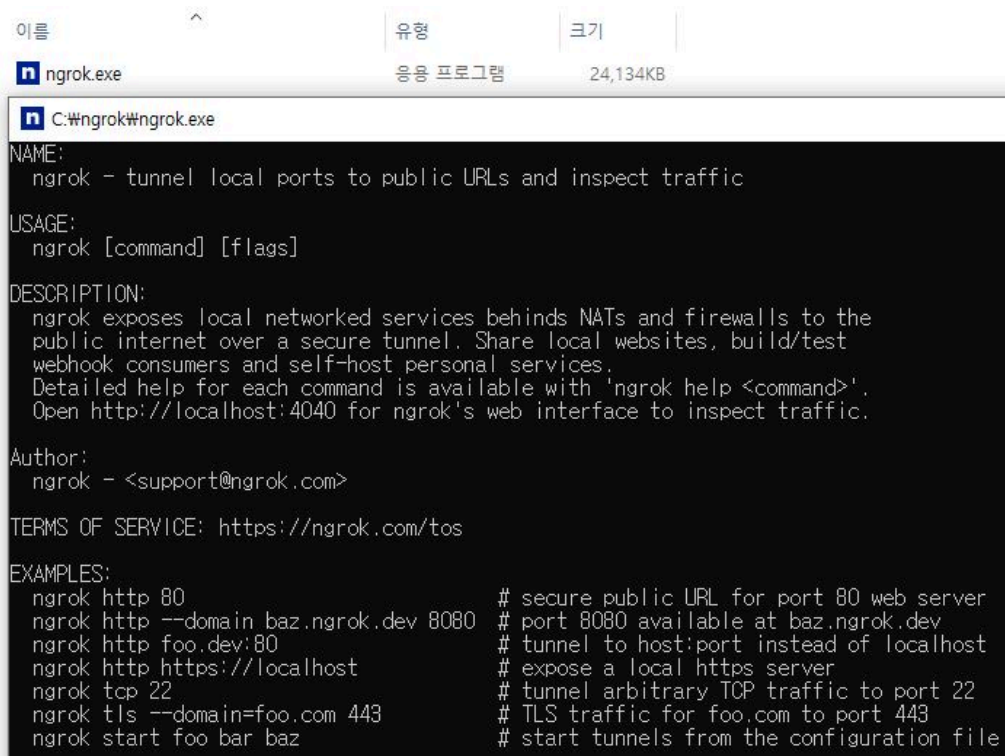 이름 유형 크기
ngrok.exe 응용 프로그램 24,134KB
C:₩ngrok₩ngrok.exe
NAME:
ngrok - tunnel local ports to public URLs and inspect traffic
USAGE:
ngrok [command] [flags]
DESCRIPTION:
ngrok exposes local networked services behinds NATs and firewalls to the
public internet over a secure tunnel. Share local websites, build/test
webhook consumers and self-host personal services.
Detailed help for each command is available with 'ngrok help <command>'.
Open http://localhost:4040 for ngrok's web interface to inspect traffic.
Author:
ngrok - <support@ngrok.com>
TERMS OF SERVICE: https://ngrok.com/tos
EXAMPLES:
ngrok http 80 # secure public URL for port 80 web server
ngrok http --domain baz.ngrok.dev 8080 # port 8080 available at baz.ngrok.dev
ngrok http foo.dev:80 # tunnel to host:port instead of localhost
ngrok http https://localhost # expose a local https server
ngrok tcp 22 # tunnel arbitrary TCP traffic to port 22
ngrok tls --domain=foo.com 443 # TLS traffic for foo.com to port 443
ngrok start foo bar baz # start tunnels from the configuration file